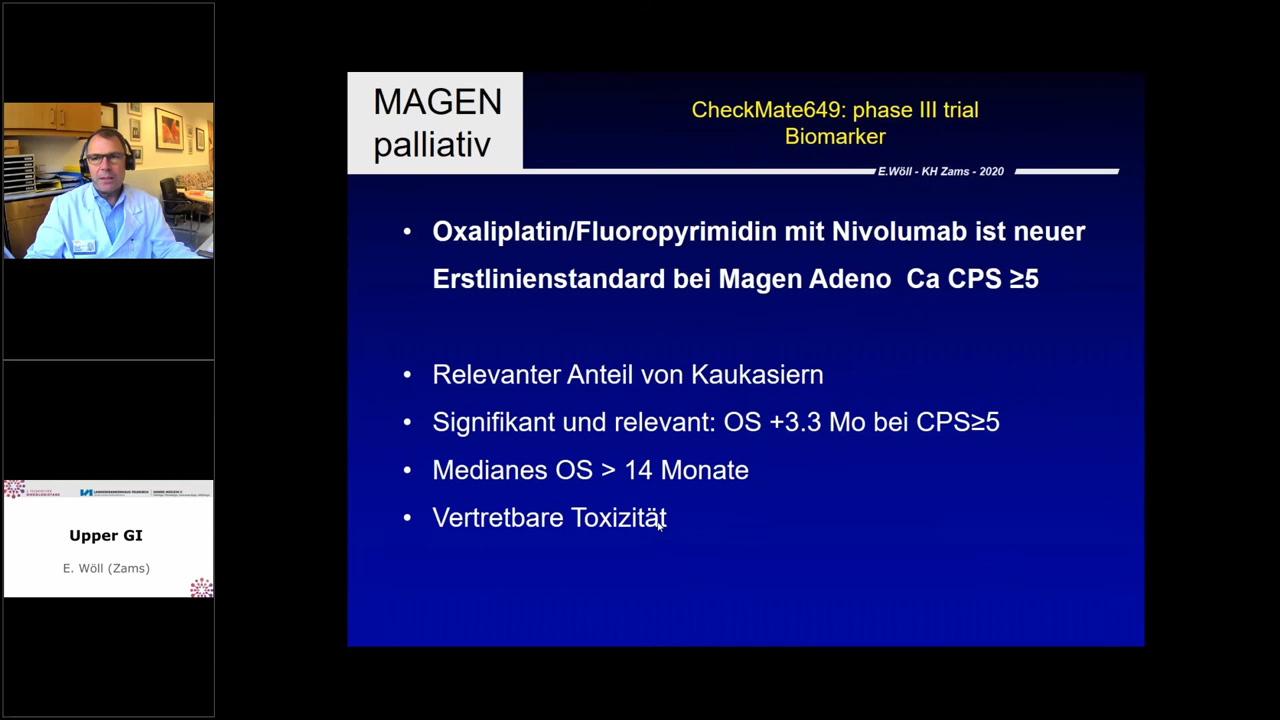 MAGEN
palliativ
CheckMate649: phase III trial
Biomarker
E.Wöll - KH Zams - 2020
• Oxaliplatin/Fluoropyrimidin mit Nivolumab ist neuer
Erstlinienstandard bei Magen Adeno Ca CPS ≥5
• Relevanter Anteil von Kaukasiern
• Signifikant und relevant: OS +3.3 Mo bei CPS≥5
• Medianes OS > 14 Monate
• Vertretbare Toxizität
Upper GI
E. Wöll (Zams)